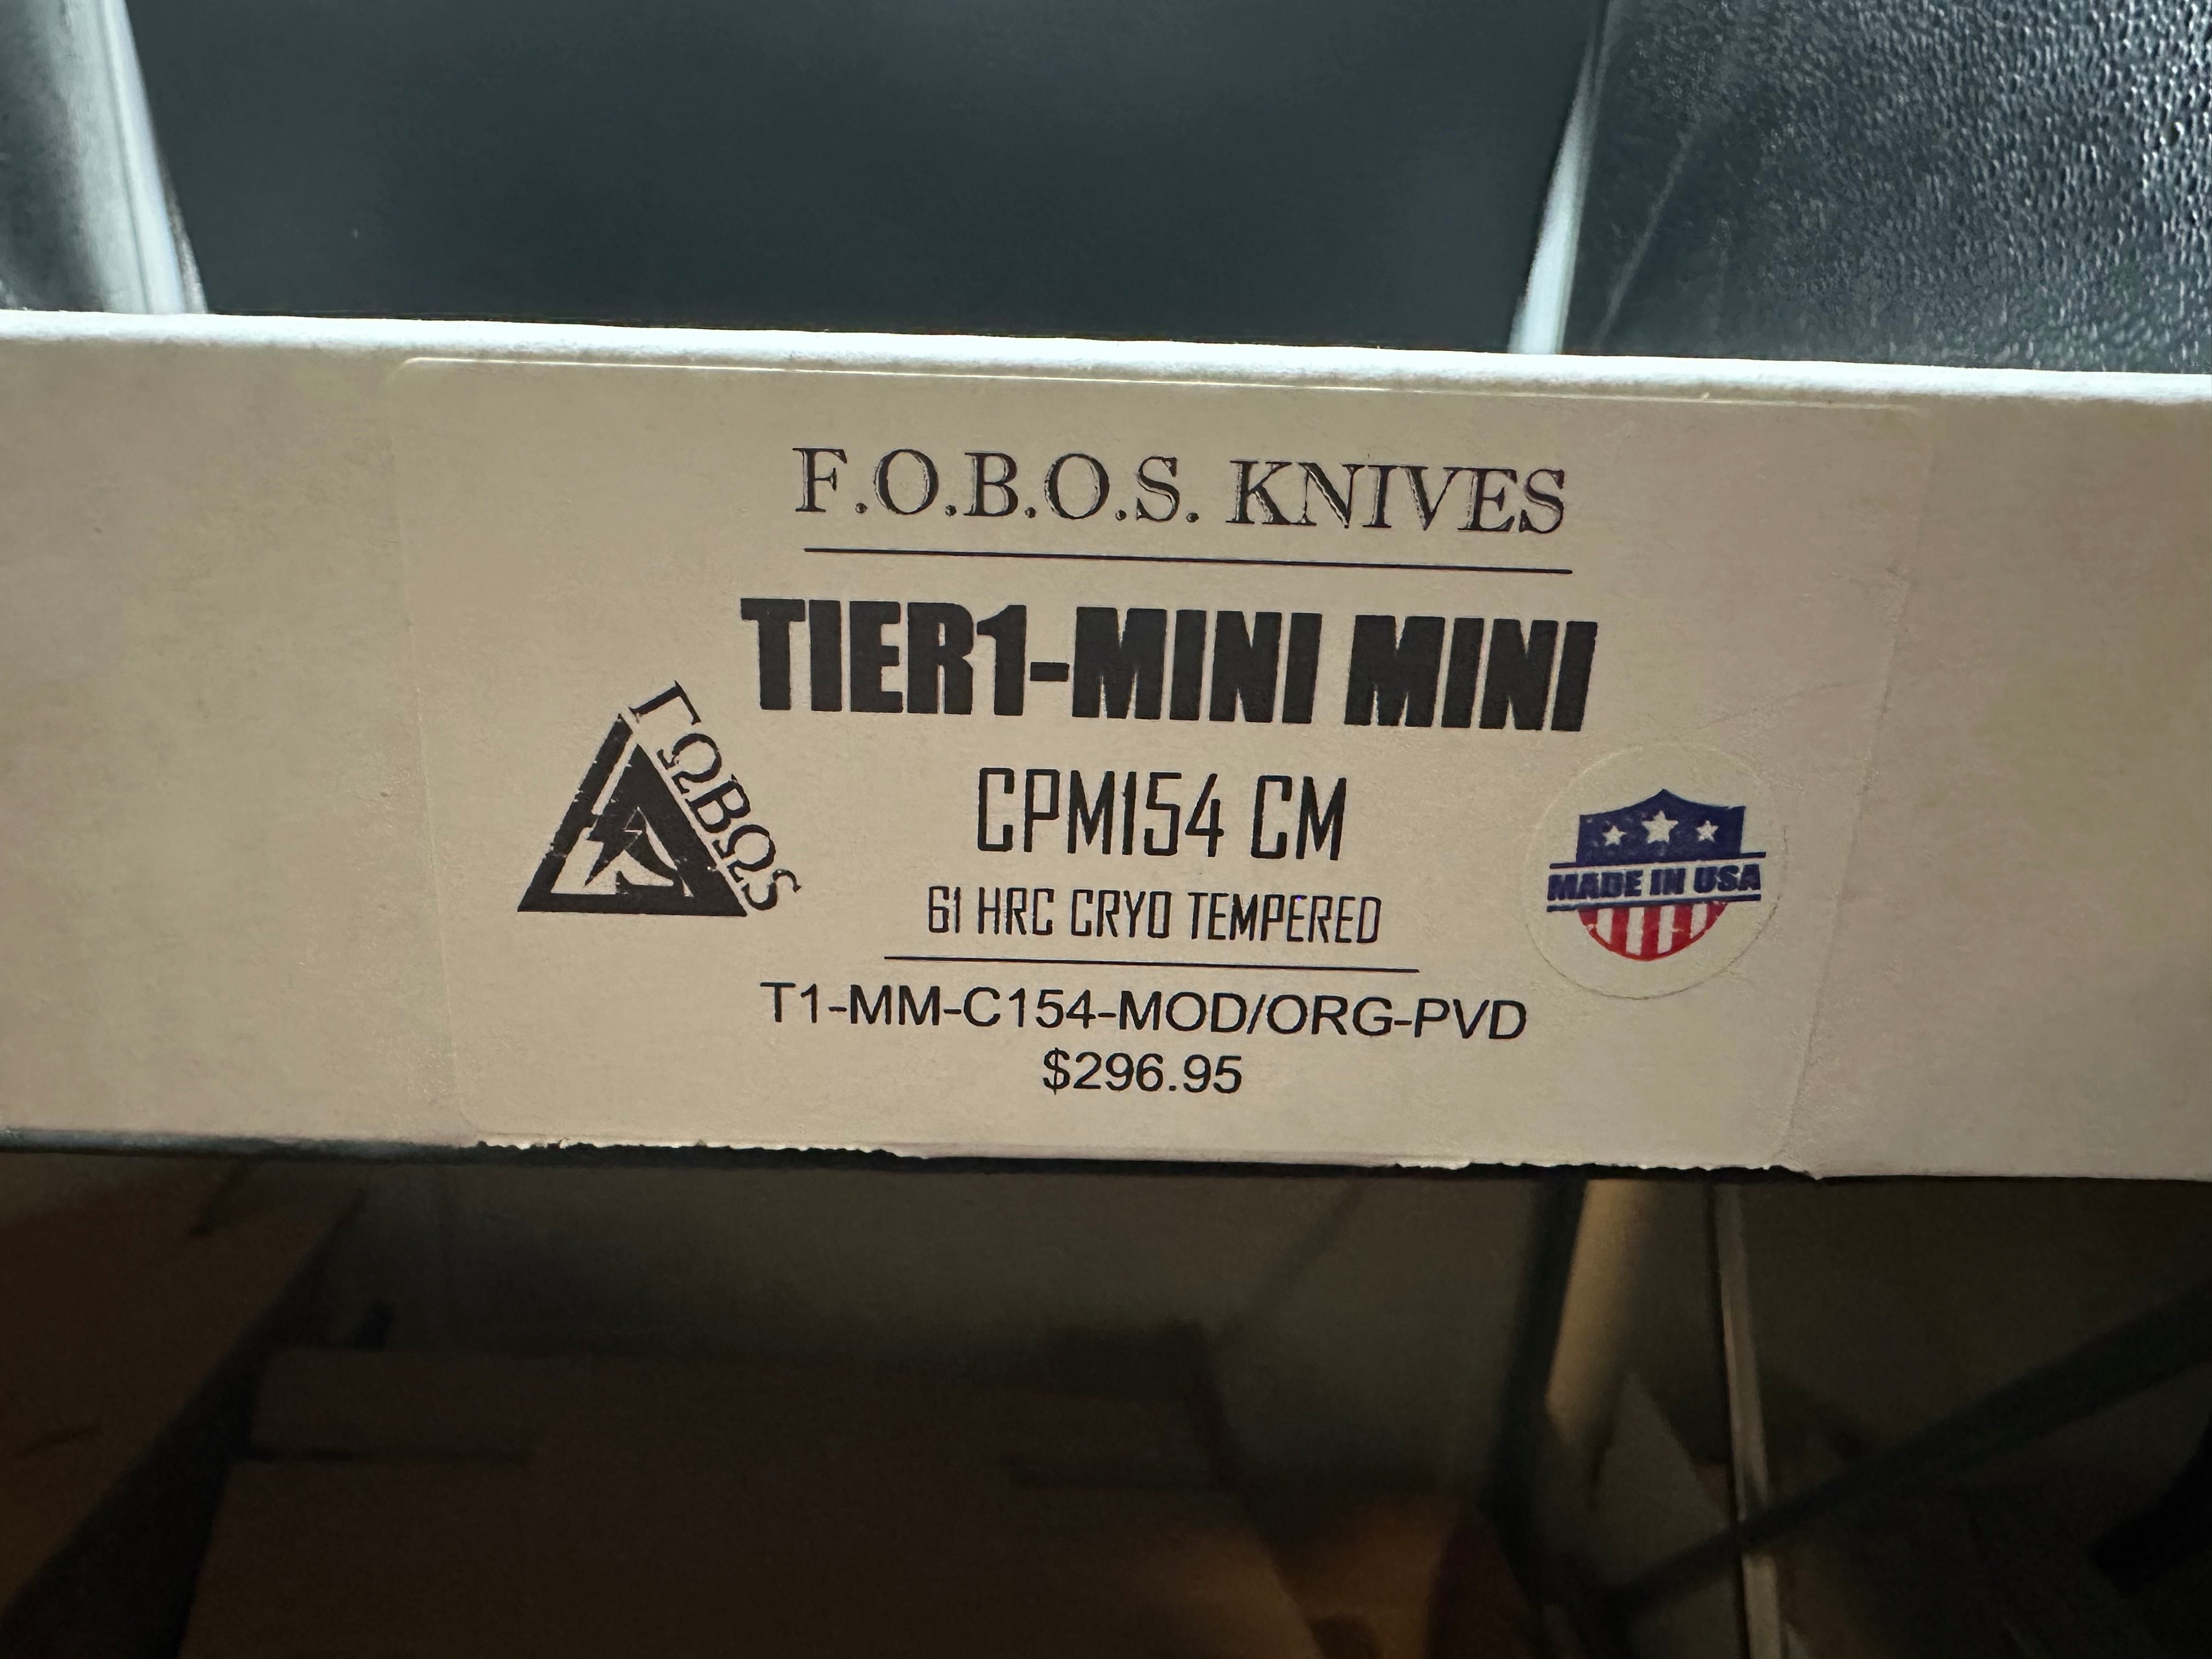 F.O.B.O.S. KNIVES
TIER1-MINI MINI
ΓΩΒΩS
CPM154 CM
61 HRC CRYO TEMPERED
MADE IN USA
T1-MM-C154-MOD/ORG-PVD
$296.95